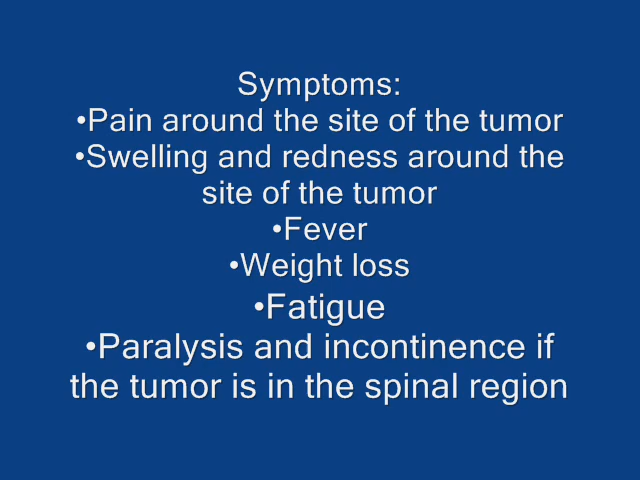 Symptoms:
•Pain around the site of the tumor
•Swelling and redness around the
site of the tumor
•Fever
•Weight loss
•Fatigue
•Paralysis and incontinence if
the tumor is in the spinal region